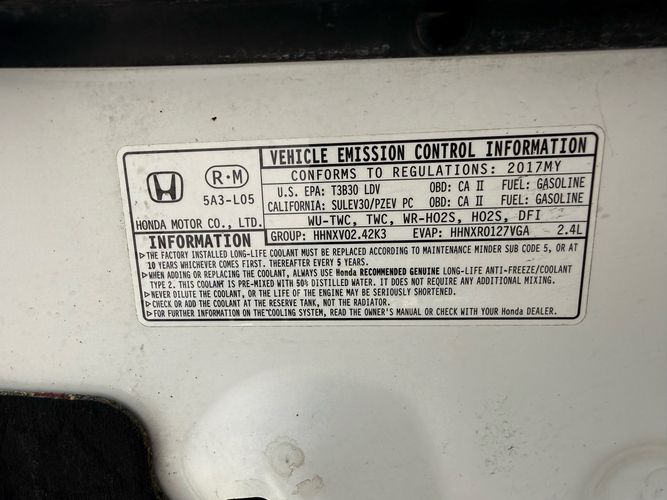 VEHICLE EMISSION CONTROL INFORMATION
CONFORMS TO REGULATIONS: 2017MY
R·M
5A3-L05
HONDA MOTOR CO., LTD.
U.S. EPA: T3B30 LDV OBD: CA II FUEL: GASOLINE
CALIFORNIA: SULEV30/PZEV PC OBD: CA II FUEL: GASOLINE
WU-TWC, TWC, WR-HO2S, HO2S, DFI
GROUP: HHNXV02.42K3 EVAP: HHNXR0127VGA 2.4L
INFORMATION
▷THE FACTORY INSTALLED LONG-LIFE COOLANT MUST BE REPLACED ACCORDING TO MAINTENANCE MINDER SUB CODE 5, OR AT
10 YEARS WHICHEVER COMES FIRST. THEREAFTER EVERY 5 YEARS.
▷WHEN ADDING OR REPLACING THE COOLANT, ALWAYS USE Honda RECOMMENDED GENUINE LONG-LIFE ANTI-FREEZE/COOLANT
TYPE 2. THIS COOLANT IS PRE-MIXED WITH 50% DISTILLED WATER. IT DOES NOT REQUIRE ANY ADDITIONAL MIXING.
▷NEVER DILUTE THE COOLANT, OR THE LIFE OF THE ENGINE MAY BE SERIOUSLY SHORTENED.
▷CHECK OR ADD THE COOLANT AT THE RESERVE TANK, NOT THE RADIATOR.
▷FOR FURTHER INFORMATION ON THE COOLING SYSTEM, READ THE OWNER'S MANUAL OR CHECK WITH YOUR Honda DEALER.